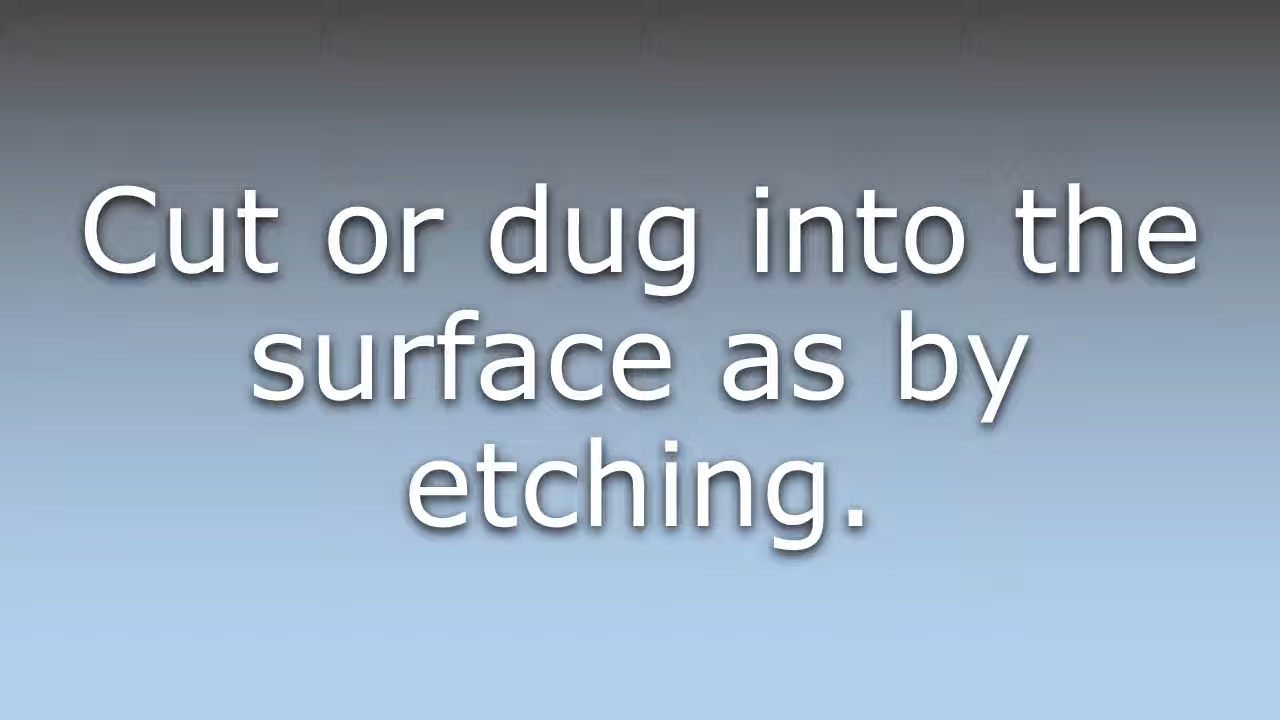 Cut or dug into the
surface as by
etching.